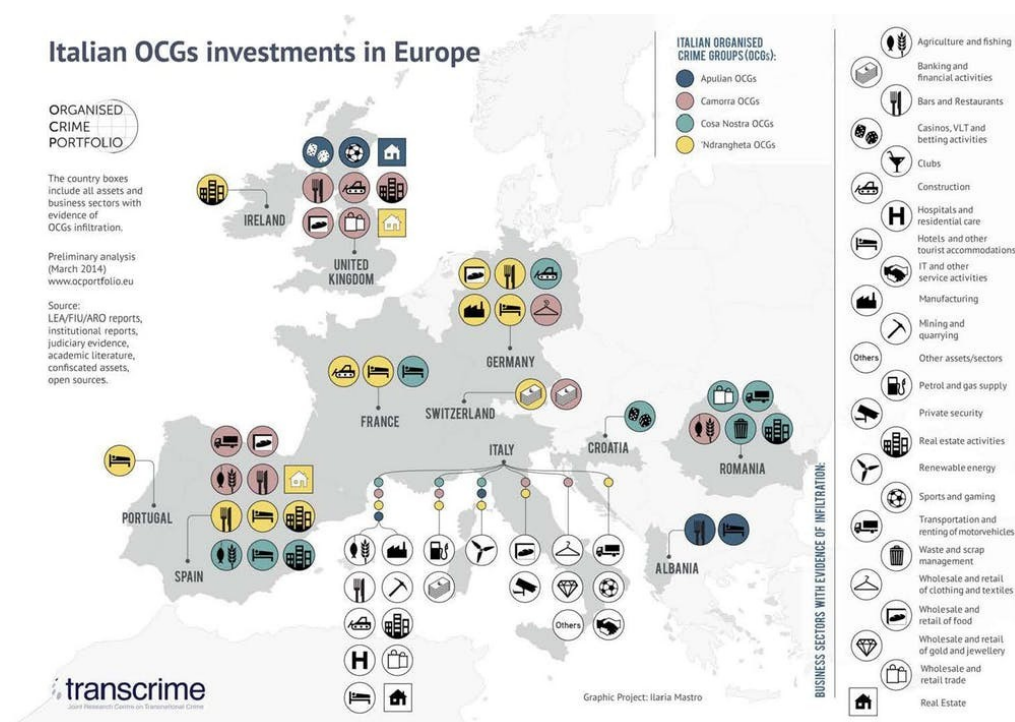 Italian OCGs investments in Europe
ORGANISED
CRIME
PORTFOLIO
The country boxes
include all assets and
business sectors with
evidence of
OCGs infiltration.
Preliminary analysis
(March 2014)
www.ocportfolio.eu
Source:
LEA/FIU/ARO reports,
institutional reports,
judiciary evidence,
academic literature,
confiscated assets,
open sources.
ITALIAN ORGANISED
CRIME GROUPS (OCGs):
Apulian OCGs
Camorra OCGs
Cosa Nostra OCGs
'Ndrangheta OCGs
IRELAND
UNITED
KINGDOM
GERMANY
FRANCE
SWITZERLAND
ITALY
CROATIA
ROMANIA
PORTUGAL
SPAIN
ALBANIA
Others
H
transcrime
Joint Research Centre on Transnational Crime
Graphic Project: Ilaria Mastro
BUSINESS SECTORS WITH EVIDENCE OF INFILTRATION:
Agriculture and fishing
Banking and
financial activities
Bars and Restaurants
Casinos, VLT and
betting activities
Clubs
Construction
H
Hospitals and
residential care
Hotels and other
tourist accommodations
IT and other
service activities
Manufacturing
Mining and
quarrying
Others
Other assets/sectors
Petrol and gas supply
Private security
Real estate activities
Renewable energy
Sports and gaming
Transportation and
renting of motorvehicles
Waste and scrap
management
Wholesale and retail
of clothing and textiles
Wholesale and
retail of food
Wholesale and retail
of gold and jewellery
Wholesale and
retail trade
Real Estate